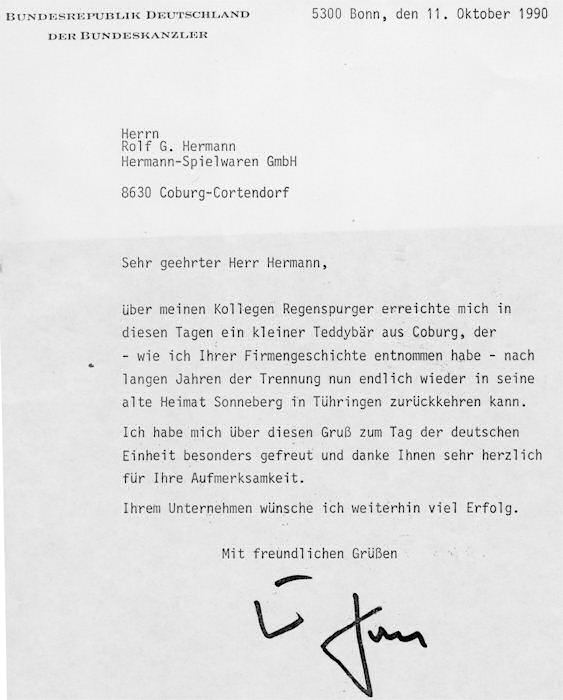 BUNDESREPUBLIK DEUTSCHLAND
DER BUNDESKANZLER
5300 Bonn, den 11. Oktober 1990
Herrn
Rolf G. Hermann
Hermann-Spielwaren GmbH
8630 Coburg-Cortendorf
Sehr geehrter Herr Hermann,
über meinen Kollegen Regenspurger erreichte mich in
diesen Tagen ein kleiner Teddybär aus Coburg, der
- wie ich Ihrer Firmengeschichte entnommen habe - nach
langen Jahren der Trennung nun endlich wieder in seine
alte Heimat Sonneberg in Tühringen zurückkehren kann.
Ich habe mich über diesen Gruß zum Tag der deutschen
Einheit besonders gefreut und danke Ihnen sehr herzlich
für Ihre Aufmerksamkeit.
Ihrem Unternehmen wünsche ich weiterhin viel Erfolg.
Mit freundlichen Grüßen